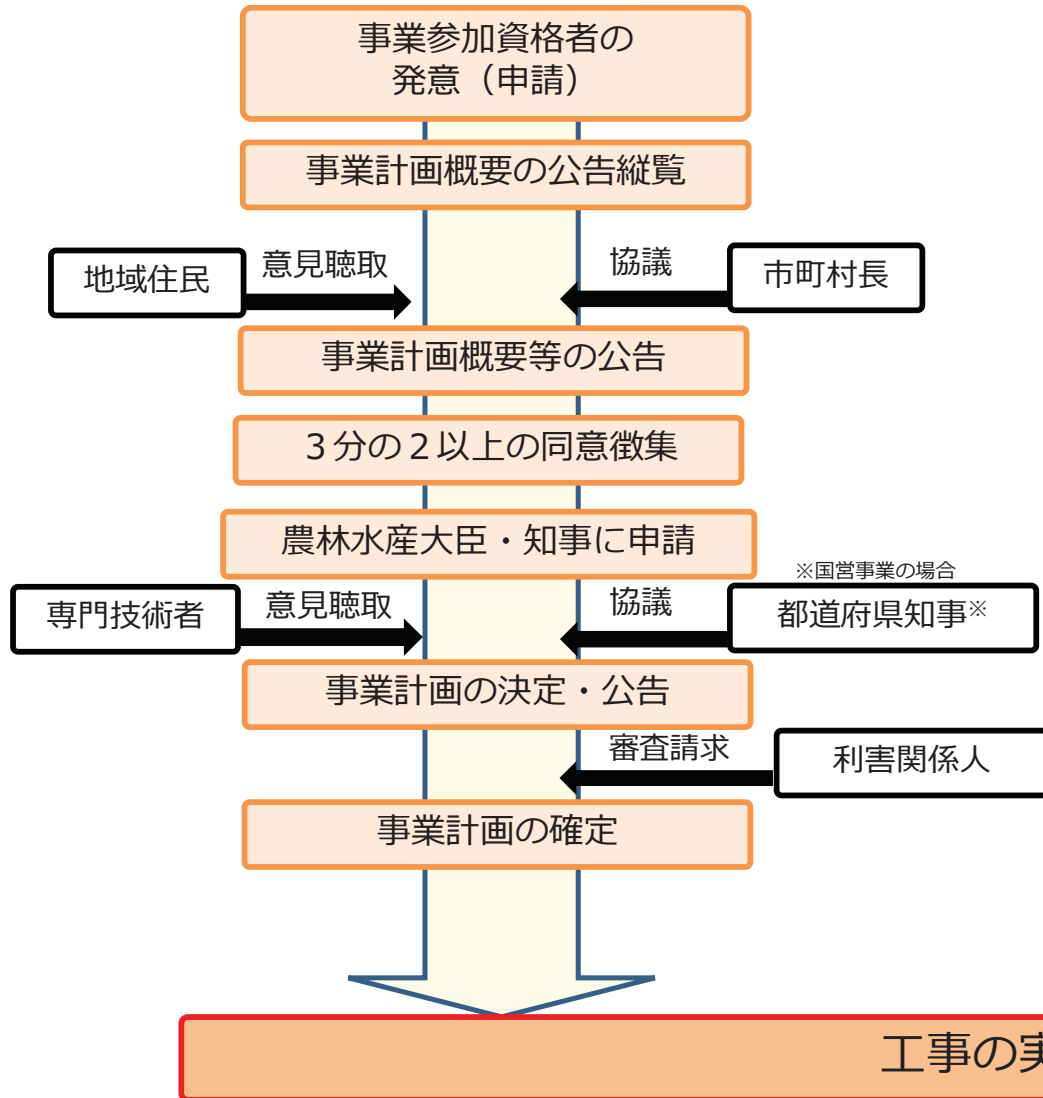 事業参加資格者の
発意（申請）
事業計画概要の公告縦覧
地域住民
意見聴取
協議
市町村長
事業計画概要等の公告
３分の２以上の同意徴集
農林水産大臣・知事に申請
※国営事業の場合
専門技術者
意見聴取
協議
都道府県知事※
事業計画の決定・公告
審査請求
利害関係人
事業計画の確定
工事の実